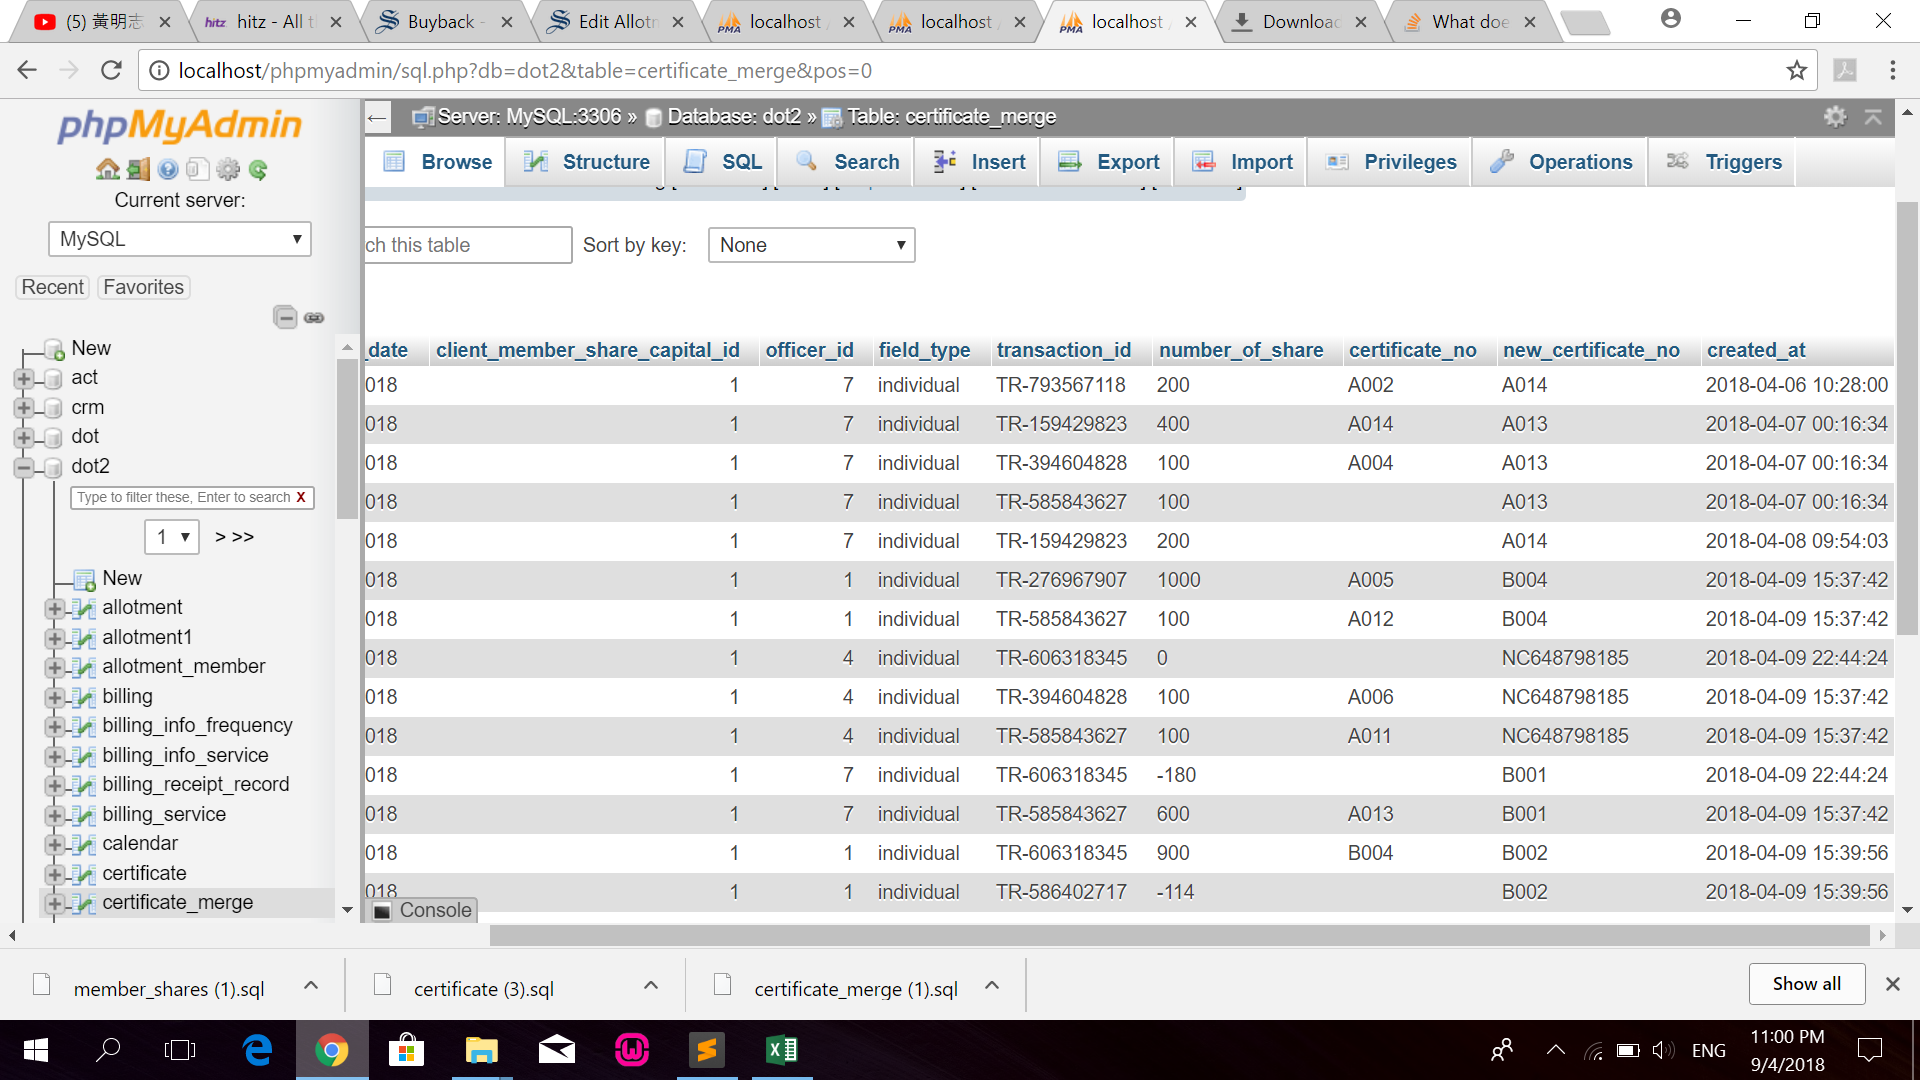 (5) 黃明志
hitz - All t
Buyback -
Edit Allotm
localhost /
localhost /
localhost /
Download
What doe
localhost/phpmyadmin/sql.php?db=dot2&table=certificate_merge&pos=0
phpMyAdmin
Current server:
MySQL
Recent Favorites
New
act
crm
dot
dot2
Type to filter these, Enter to search X
1 > >>
New
allotment
allotment1
allotment_member
billing
billing_info_frequency
billing_info_service
billing_receipt_record
billing_service
calendar
certificate
certificate_merge
Server: MySQL:3306 » Database: dot2 » Table: certificate_merge
Browse Structure SQL Search Insert Export Import Privileges Operations Triggers
ch this table Sort by key: None
_date client_member_share_capital_id officer_id field_type transaction_id number_of_share certificate_no new_certificate_no created_at
018 1 7 individual TR-793567118 200 A002 A014 2018-04-06 10:28:00
018 1 7 individual TR-159429823 400 A014 A013 2018-04-07 00:16:34
018 1 7 individual TR-394604828 100 A004 A013 2018-04-07 00:16:34
018 1 7 individual TR-585843627 100 A013 2018-04-07 00:16:34
018 1 7 individual TR-159429823 200 A014 2018-04-08 09:54:03
018 1 1 individual TR-276967907 1000 A005 B004 2018-04-09 15:37:42
018 1 1 individual TR-585843627 100 A012 B004 2018-04-09 15:37:42
018 1 4 individual TR-606318345 0 NC648798185 2018-04-09 22:44:24
018 1 4 individual TR-394604828 100 A006 NC648798185 2018-04-09 15:37:42
018 1 4 individual TR-585843627 100 A011 NC648798185 2018-04-09 15:37:42
018 1 7 individual TR-606318345 -180 B001 2018-04-09 22:44:24
018 1 7 individual TR-585843627 600 A013 B001 2018-04-09 15:37:42
018 1 1 individual TR-606318345 900 B004 B002 2018-04-09 15:39:56
018 1 1 individual TR-586402717 -114 B002 2018-04-09 15:39:56
Console
member_shares (1).sql
certificate (3).sql
certificate_merge (1).sql
Show all
ENG
11:00 PM
9/4/2018